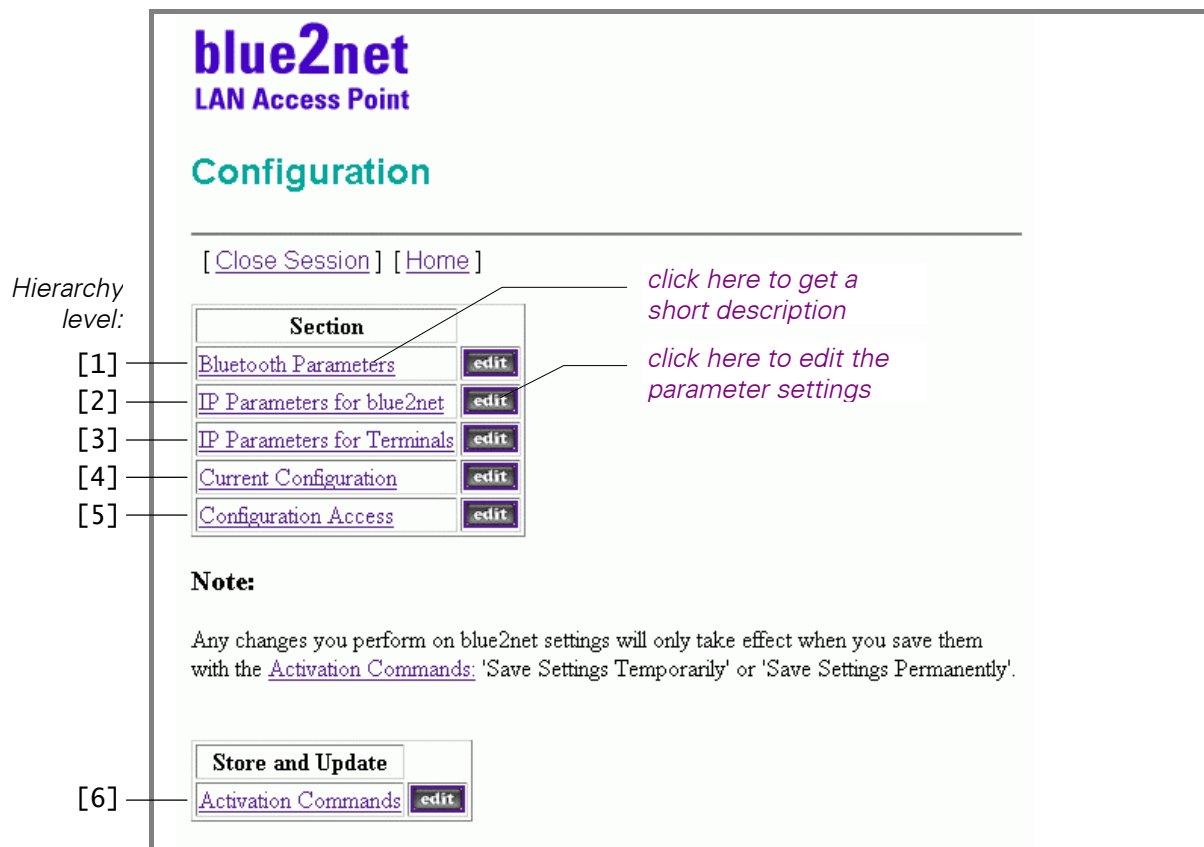 blue2net
LAN Access Point
Configuration
[ Close Session ] [ Home ]
Hierarchy
level:
click here to get a
short description
Section
[1] Bluetooth Parameters edit
click here to edit the
parameter settings
[2] IP Parameters for blue2net edit
[3] IP Parameters for Terminals edit
[4] Current Configuration edit
[5] Configuration Access edit
Note:
Any changes you perform on blue2net settings will only take effect when you save them
with the Activation Commands: 'Save Settings Temporarily' or 'Save Settings Permanently'.
Store and Update
[6] Activation Commands edit